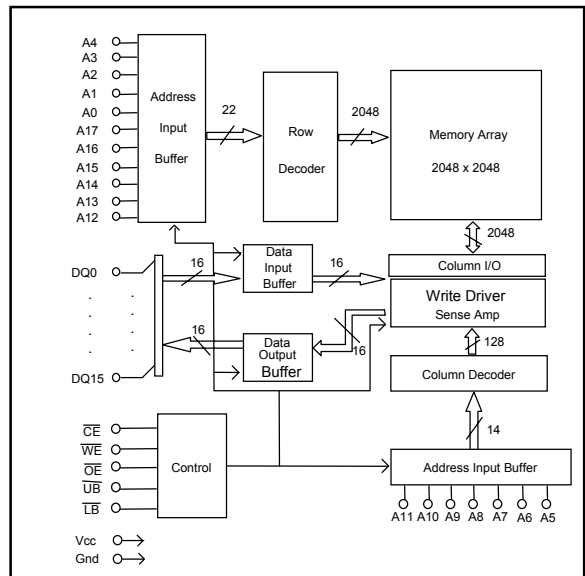 A4
A3
A2
A1
A0
A17
A16
A15
A14
A13
A12
Address
Input
Buffer
22
Row
Decoder
2048
Memory Array
2048 x 2048
2048
DQ0
.
.
.
.
DQ15
16
Data
Input
Buffer
16
Column I/O
Write Driver
Sense Amp
16
Data
Output
Buffer
16
128
Column Decoder
14
Address Input Buffer
A11 A10 A9 A8 A7 A6 A5
CE
WE
OE
UB
LB
Control
Vcc
Gnd